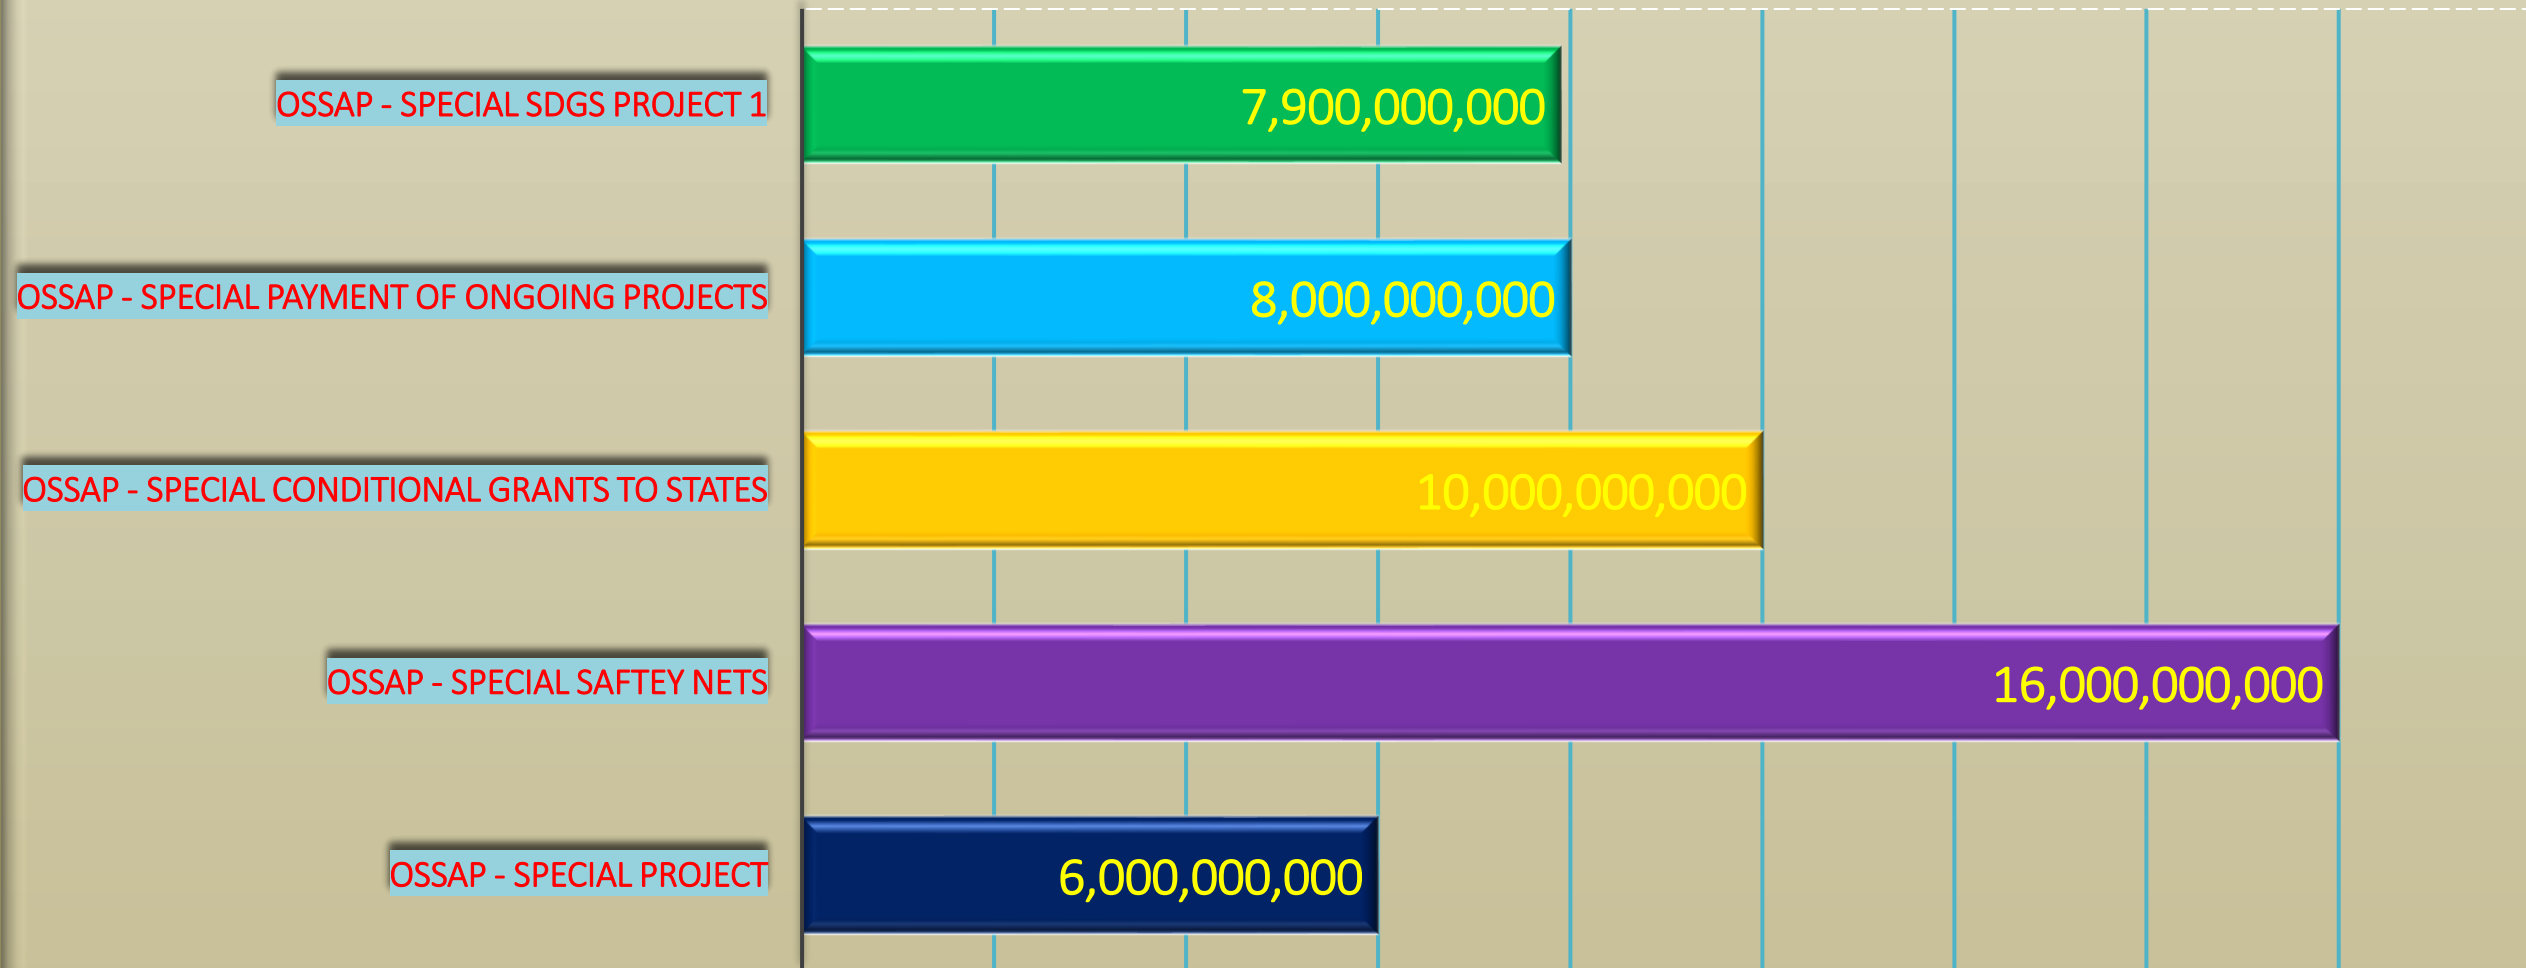 OSSAP - SPECIAL SDGS PROJECT 1
7,900,000,000
OSSAP - SPECIAL PAYMENT OF ONGOING PROJECTS
8,000,000,000
OSSAP - SPECIAL CONDITIONAL GRANTS TO STATES
10,000,000,000
OSSAP - SPECIAL SAFTEY NETS
16,000,000,000
OSSAP - SPECIAL PROJECT
6,000,000,000